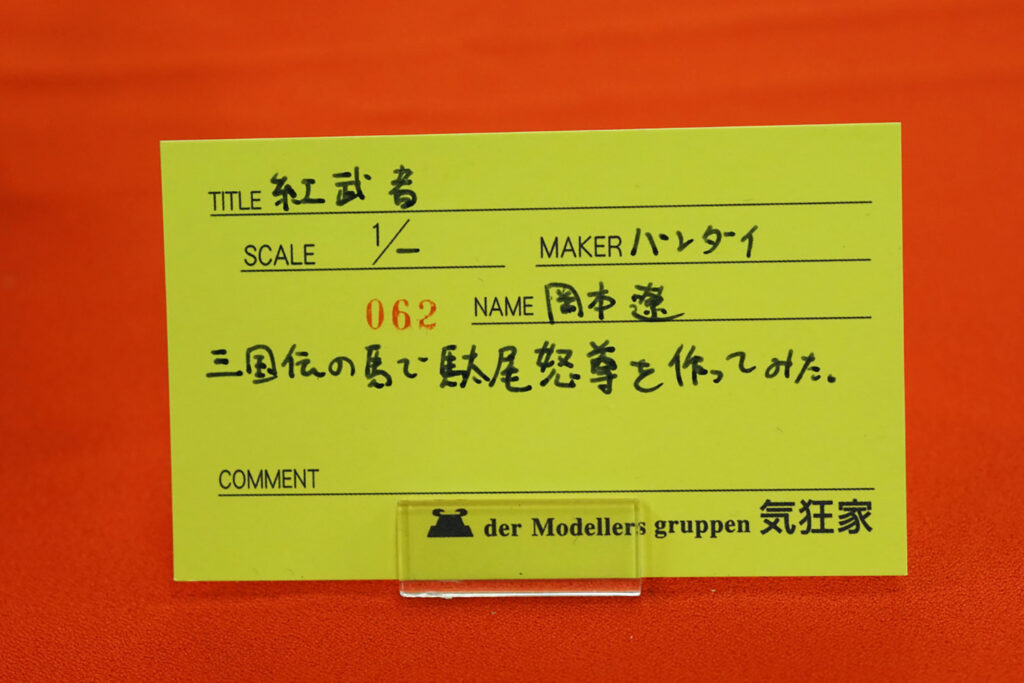 TITLE 紅武者
SCALE 1/- MAKER バンダイ
062 NAME 岡本遼
三国伝の馬で駄尾怒尊を作ってみた。
COMMENT
der Modellers gruppen 気狂家